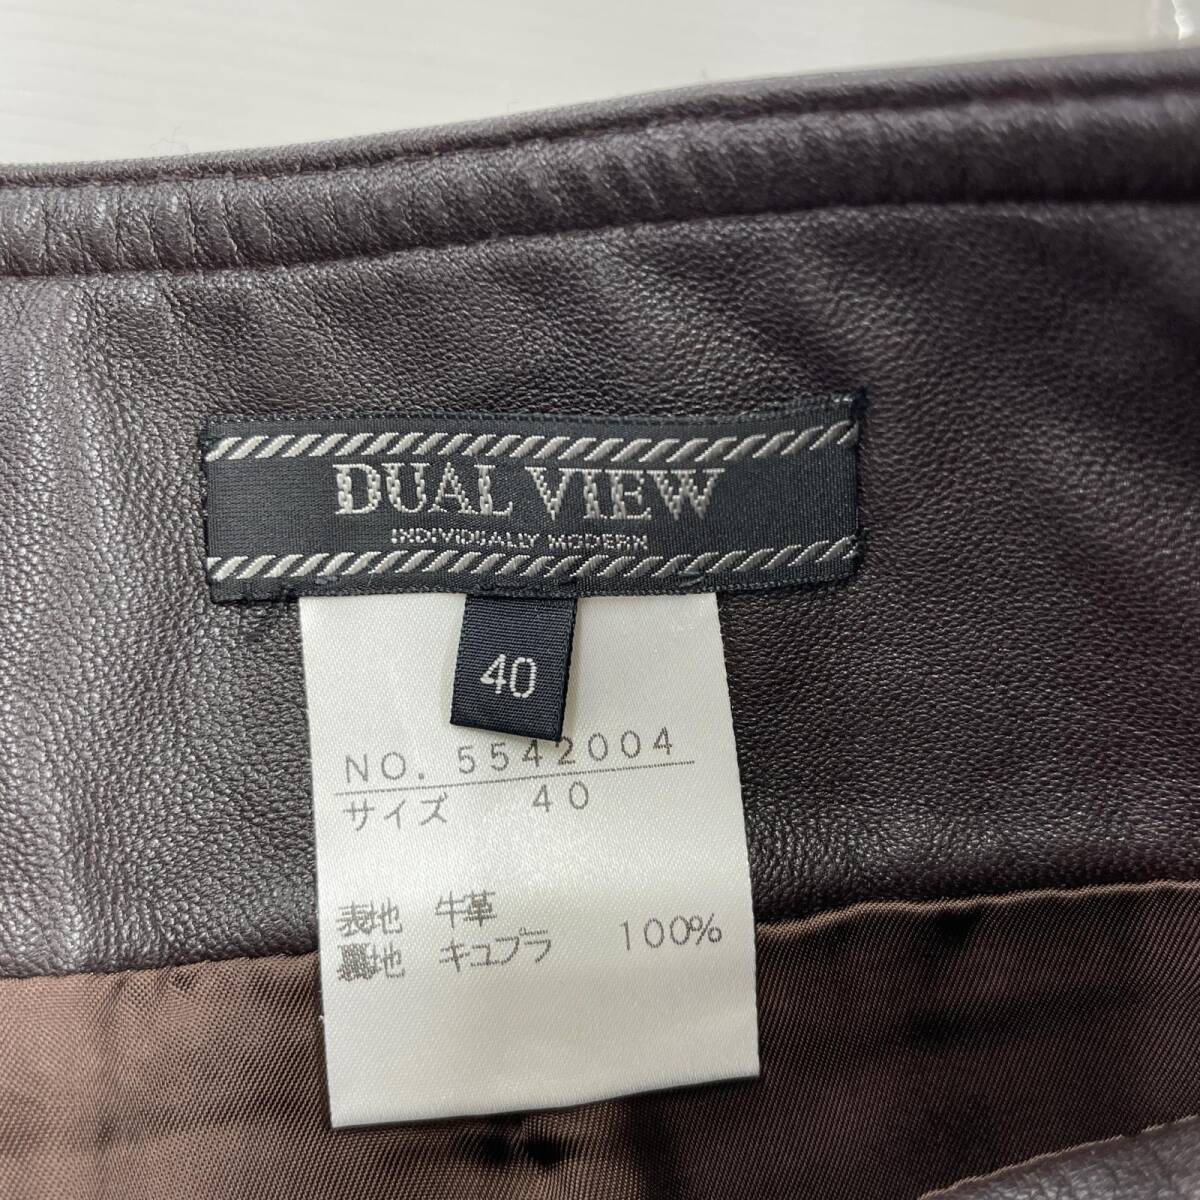 DUAL VIEW
INDIVIDUALLY MODERN
40
NO. 5542004
サイズ 40
表地 牛革
裏地 キュプラ 100%